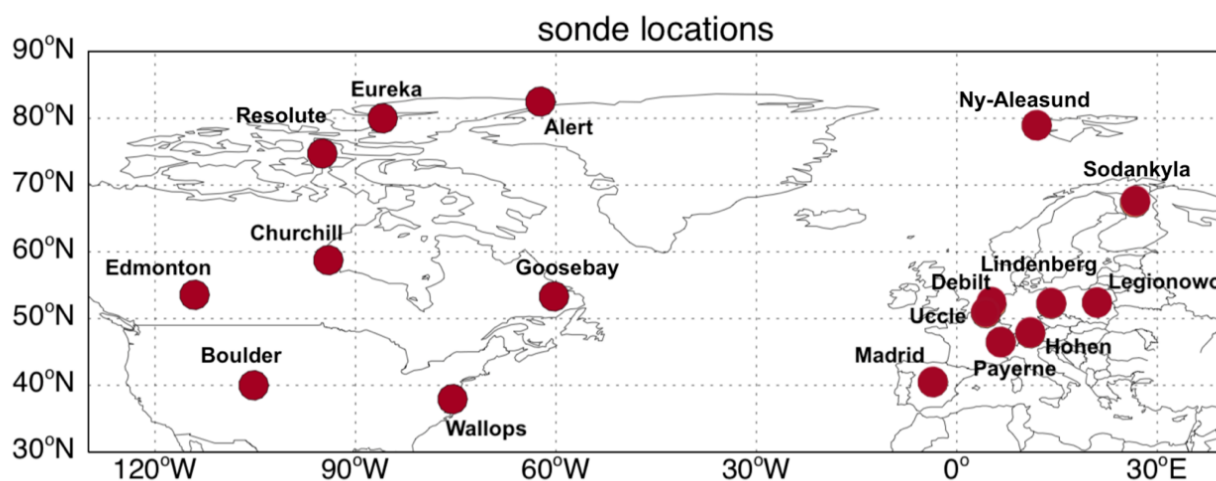 sonde locations
90°N
80°N
70°N
60°N
50°N
40°N
30°N
Eureka
Resolute
Alert
Ny-Aleasund
Sodankyla
Churchill
Edmonton
Goosebay
Lindenberg
Debilt
Legionowo
Uccle
Boulder
Madrid
Hohen
Payerne
Wallops
120°W
90°W
60°W
30°W
0°
30°E